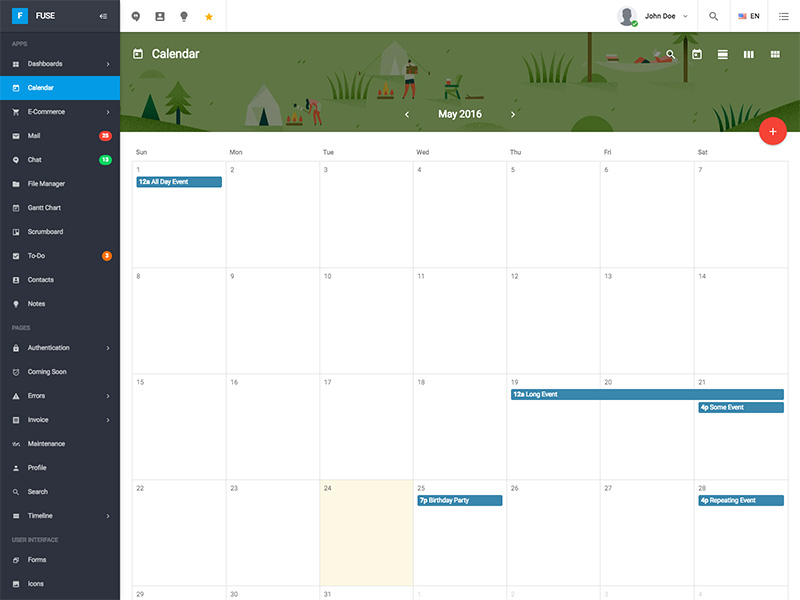 F FUSE
John Doe
EN
APPS
Dashboards
Calendar
E-Commerce
Mail 25
Chat 13
File Manager
Gantt Chart
Scrumboard
To-Do 3
Contacts
Notes
PAGES
Authentication
Coming Soon
Errors
Invoice
Maintenance
Profile
Search
Timeline
USER INTERFACE
Forms
Icons
Calendar
May 2016
Sun Mon Tue Wed Thu Fri Sat
1 2 3 4 5 6 7
12a All Day Event
8 9 10 11 12 13 14
15 16 17 18 19 20 21
12a Long Event
4p Some Event
22 23 24 25 26 27 28
7p Birthday Party 4p Repeating Event
29 30 31 1 2 3 4